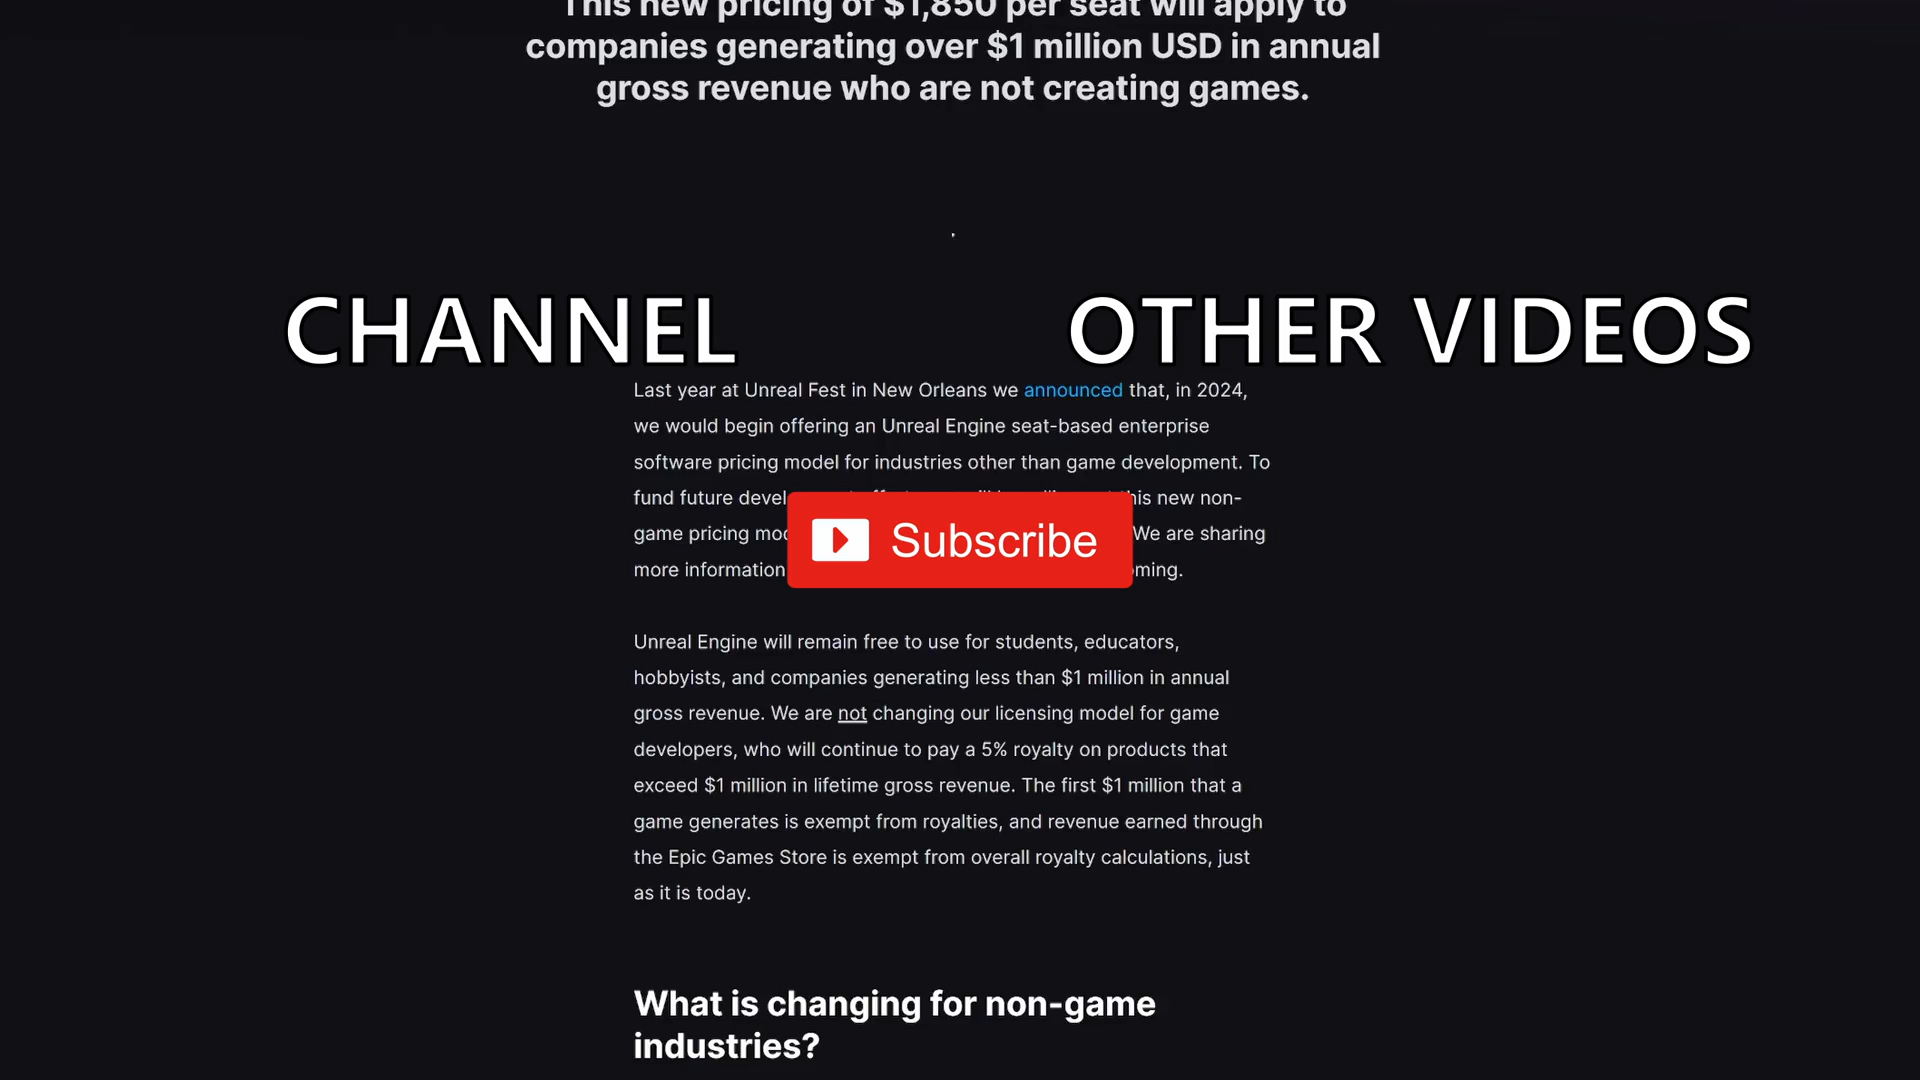 This new pricing of $1,850 per seat will apply to
companies generating over $1 million USD in annual
gross revenue who are not creating games.
CHANNEL
OTHER VIDEOS
Last year at Unreal Fest in New Orleans we announced that, in 2024,
we would begin offering an Unreal Engine seat-based enterprise
software pricing model for industries other than game development. To
fund future this new non-
game pricing We are sharing
more information
Subscribe
Unreal Engine will remain free to use for students, educators,
hobbyists, and companies generating less than $1 million in annual
gross revenue. We are not changing our licensing model for game
developers, who will continue to pay a 5% royalty on products that
exceed $1 million in lifetime gross revenue. The first $1 million that a
game generates is exempt from royalties, and revenue earned through
the Epic Games Store is exempt from overall royalty calculations, just
as it is today.
What is changing for non-game
industries?